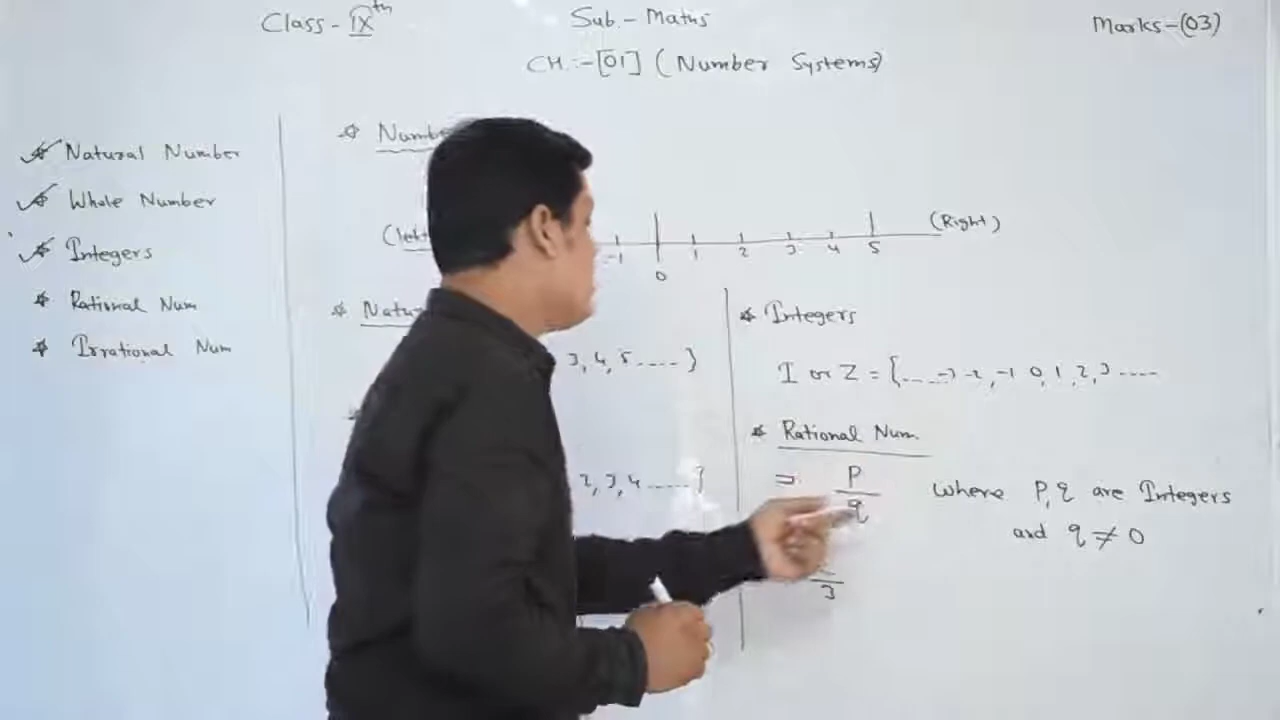 Class - IXth
Sub. - Maths
Marks - (03)
CH. :- [01] (Number Systems)
Natural Number
Whole Number
Integers
Rational Num
Irrational Num
(Right)
-1 0 1 2 3 4 5
3, 4, 5 ..... }
2, 3, 4 ...... }
Integers
I or Z = { ..... -3 -2, -1 0, 1, 2, 3 .....
Rational Num
= P/q where P, q are Integers
and q ≠ 0
3